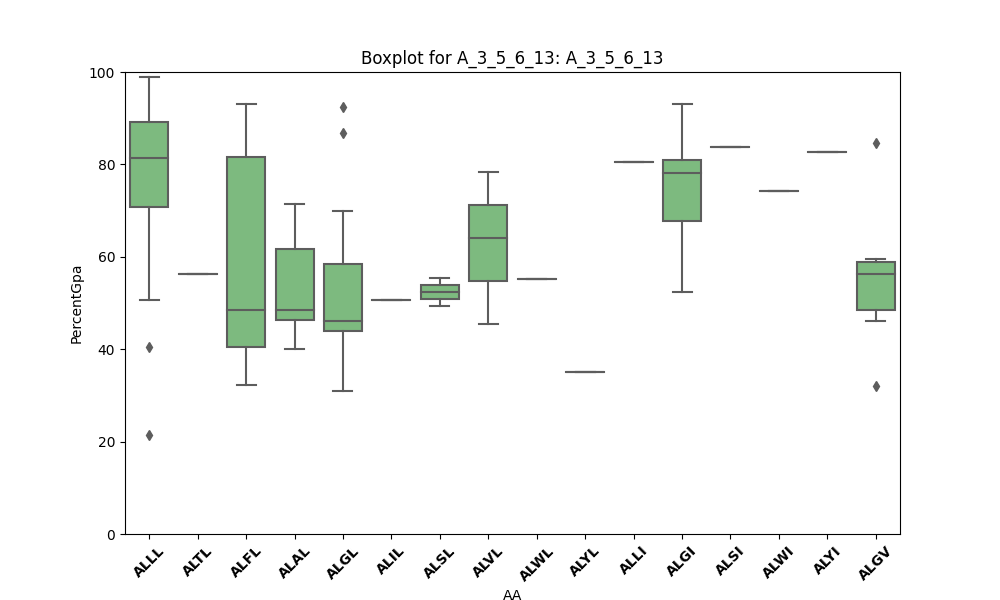 Boxplot for A_3_5_6_13: A_3_5_6_13
100
80
60
40
20
0
PercentGpa
ALLL ALTL ALFL ALAL ALGL ALIL ALSL ALVL ALWL ALYL ALLI ALGI ALSI ALWI ALYI ALGV
AA